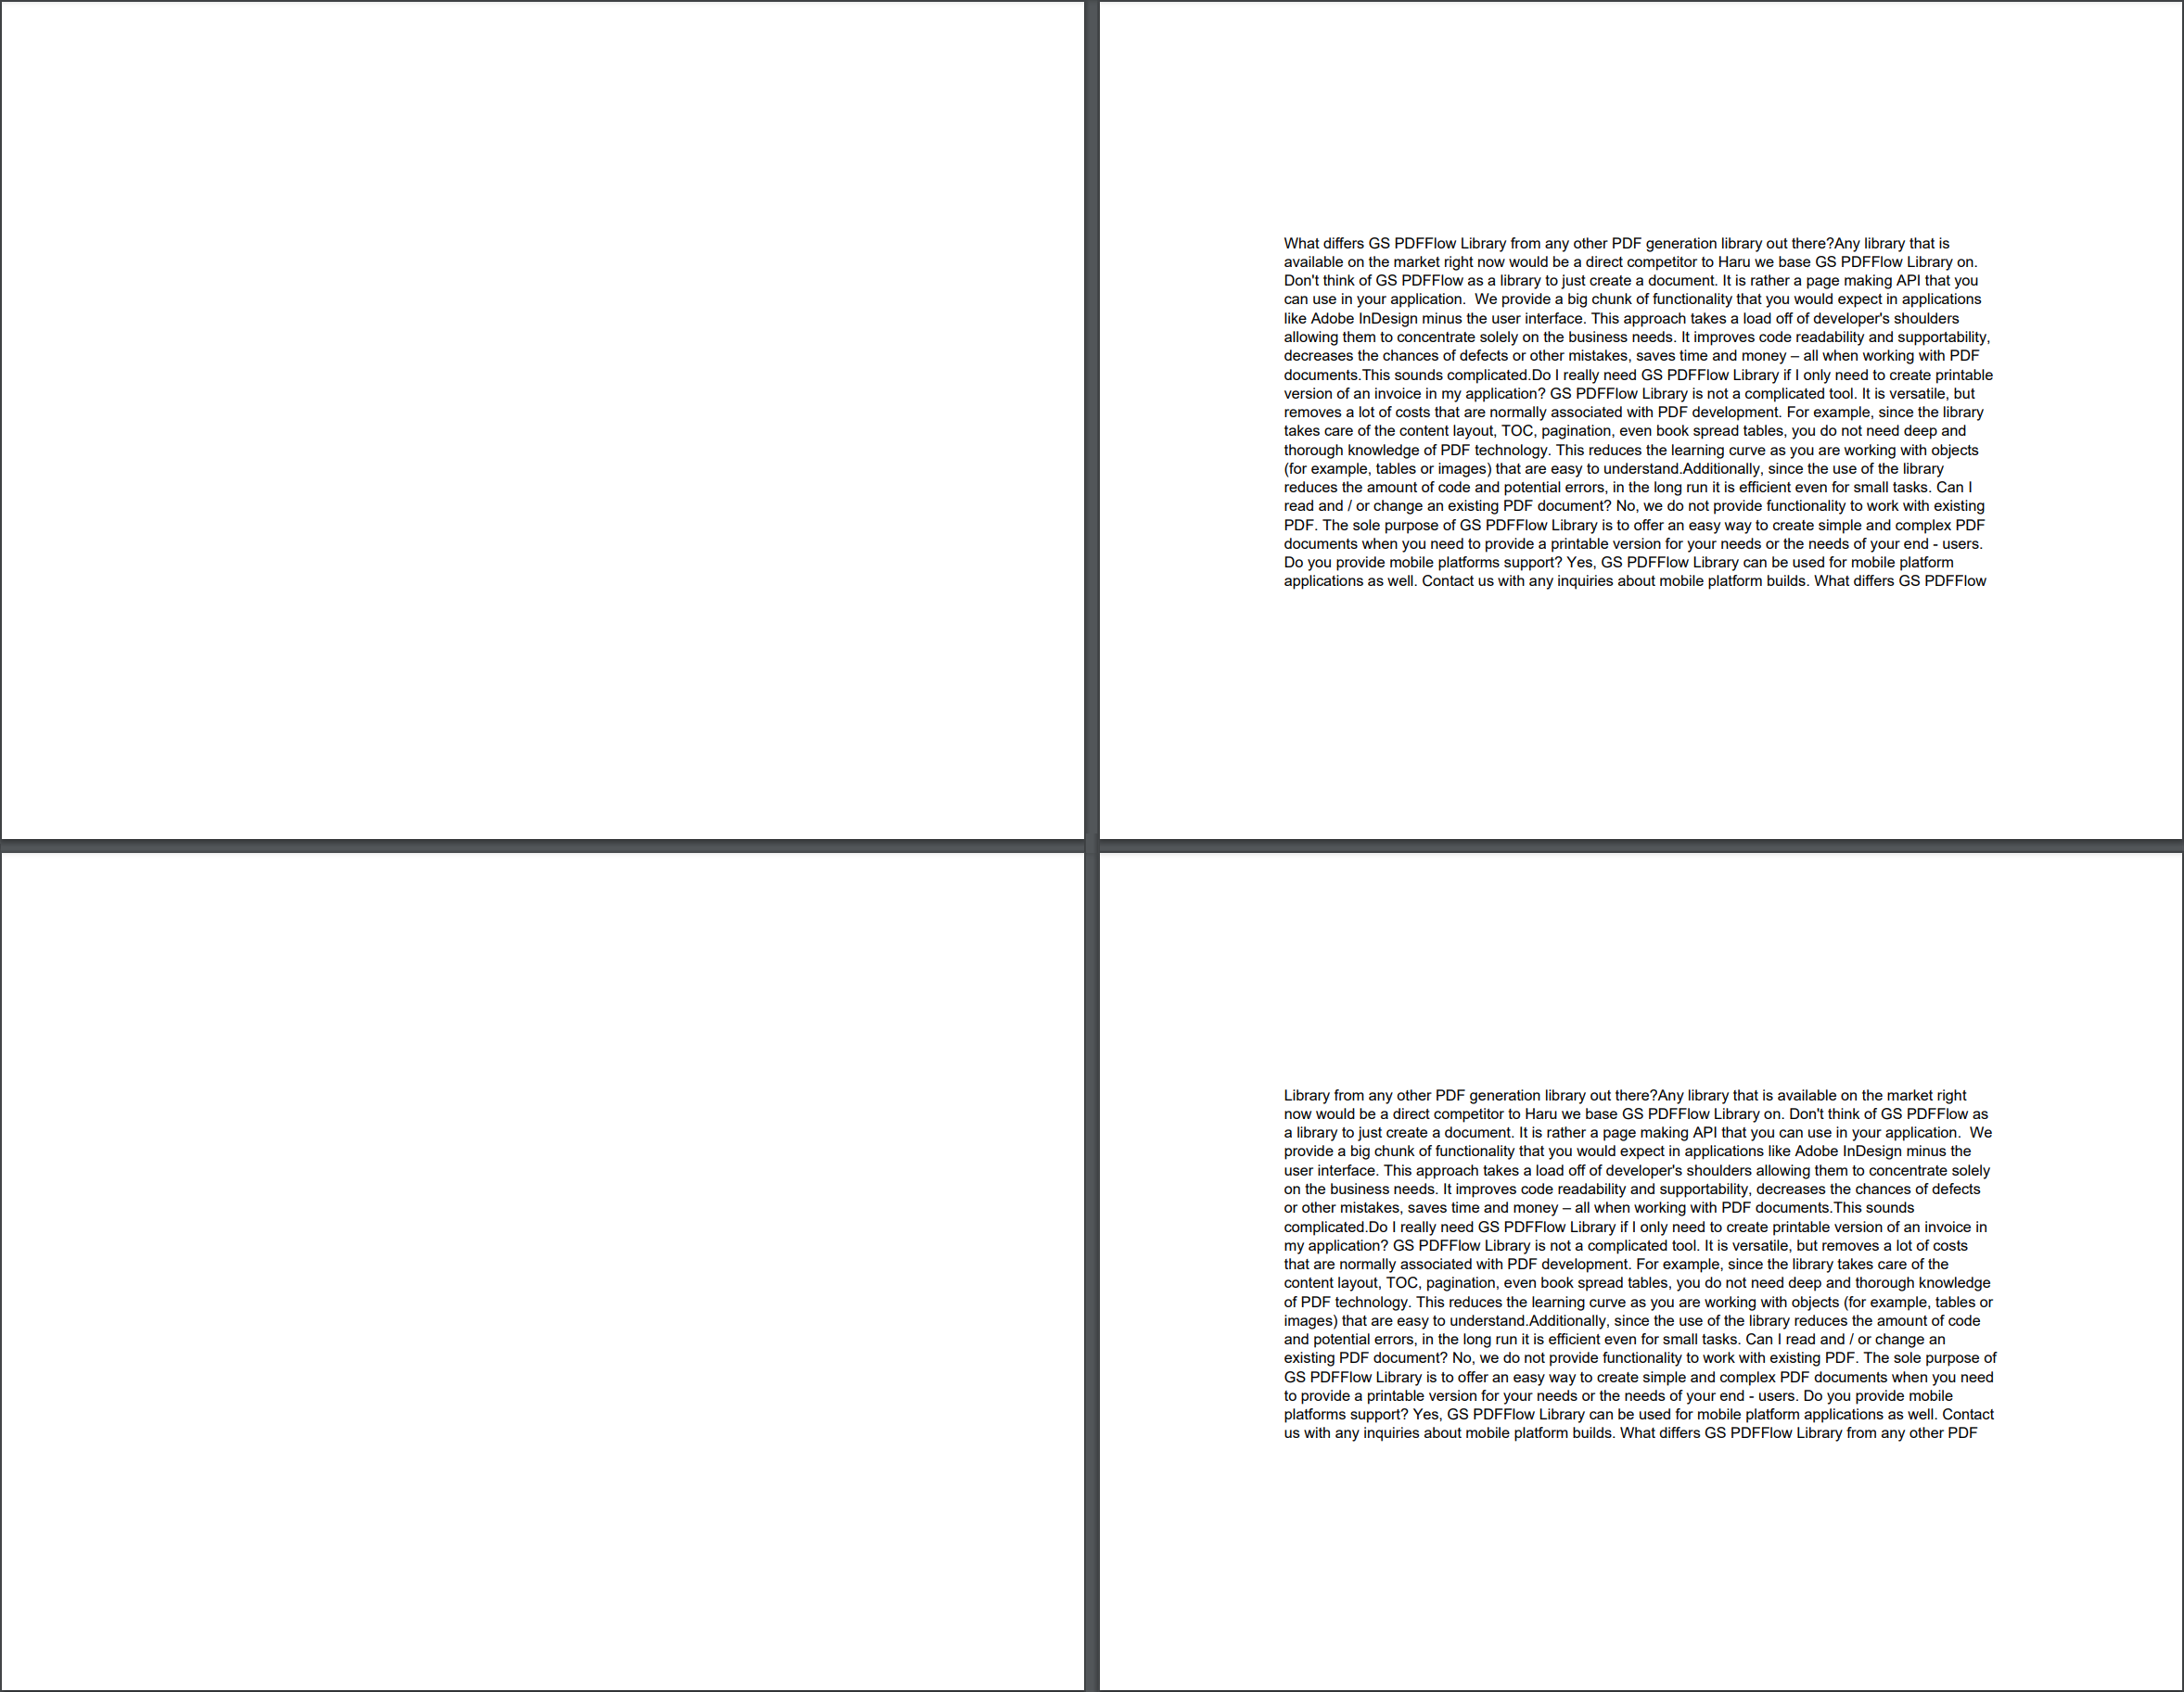 What differs GS PDFFlow Library from any other PDF generation library out there?Any library that is
available on the market right now would be a direct competitor to Haru we base GS PDFFlow Library on.
Don't think of GS PDFFlow as a library to just create a document. It is rather a page making API that you
can use in your application.  We provide a big chunk of functionality that you would expect in applications
like Adobe InDesign minus the user interface. This approach takes a load off of developer's shoulders
allowing them to concentrate solely on the business needs. It improves code readability and supportability,
decreases the chances of defects or other mistakes, saves time and money – all when working with PDF
documents.This sounds complicated.Do I really need GS PDFFlow Library if I only need to create printable
version of an invoice in my application? GS PDFFlow Library is not a complicated tool. It is versatile, but
removes a lot of costs that are normally associated with PDF development. For example, since the library
takes care of the content layout, TOC, pagination, even book spread tables, you do not need deep and
thorough knowledge of PDF technology. This reduces the learning curve as you are working with objects
(for example, tables or images) that are easy to understand.Additionally, since the use of the library
reduces the amount of code and potential errors, in the long run it is efficient even for small tasks. Can I
read and / or change an existing PDF document? No, we do not provide functionality to work with existing
PDF. The sole purpose of GS PDFFlow Library is to offer an easy way to create simple and complex PDF
documents when you need to provide a printable version for your needs or the needs of your end - users.
Do you provide mobile platforms support? Yes, GS PDFFlow Library can be used for mobile platform
applications as well. Contact us with any inquiries about mobile platform builds. What differs GS PDFFlow
Library from any other PDF generation library out there?Any library that is available on the market right
now would be a direct competitor to Haru we base GS PDFFlow Library on. Don't think of GS PDFFlow as
a library to just create a document. It is rather a page making API that you can use in your application.  We
provide a big chunk of functionality that you would expect in applications like Adobe InDesign minus the
user interface. This approach takes a load off of developer's shoulders allowing them to concentrate solely
on the business needs. It improves code readability and supportability, decreases the chances of defects
or other mistakes, saves time and money – all when working with PDF documents.This sounds
complicated.Do I really need GS PDFFlow Library if I only need to create printable version of an invoice in
my application? GS PDFFlow Library is not a complicated tool. It is versatile, but removes a lot of costs
that are normally associated with PDF development. For example, since the library takes care of the
content layout, TOC, pagination, even book spread tables, you do not need deep and thorough knowledge
of PDF technology. This reduces the learning curve as you are working with objects (for example, tables or
images) that are easy to understand.Additionally, since the use of the library reduces the amount of code
and potential errors, in the long run it is efficient even for small tasks. Can I read and / or change an
existing PDF document? No, we do not provide functionality to work with existing PDF. The sole purpose of
GS PDFFlow Library is to offer an easy way to create simple and complex PDF documents when you need
to provide a printable version for your needs or the needs of your end - users. Do you provide mobile
platforms support? Yes, GS PDFFlow Library can be used for mobile platform applications as well. Contact
us with any inquiries about mobile platform builds. What differs GS PDFFlow Library from any other PDF